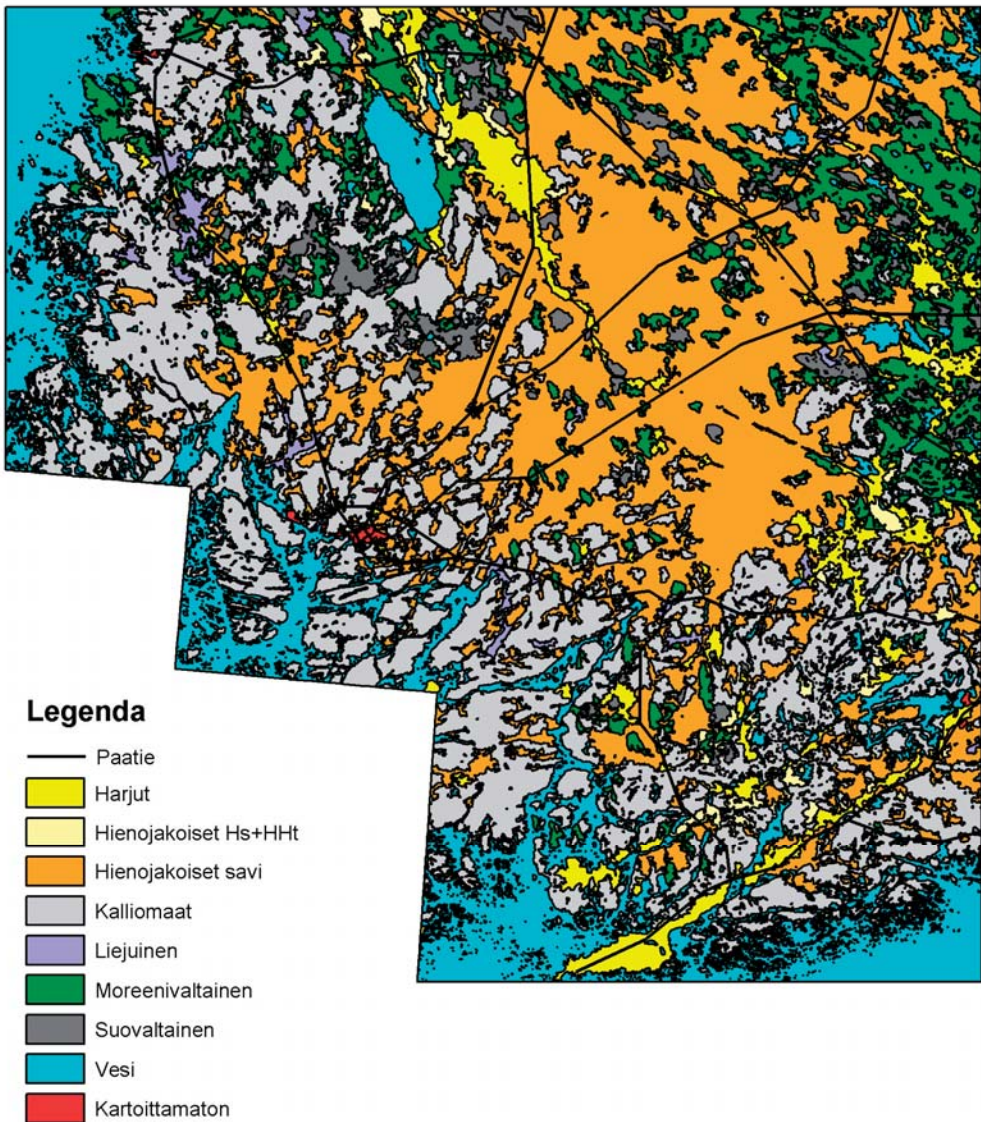 Legenda
Paatie
Harjut
Hienojakoiset Hs+HHt
Hienojakoiset savi
Kalliomaat
Liejuinen
Moreenivaltainen
Suovaltainen
Vesi
Kartoittamaton